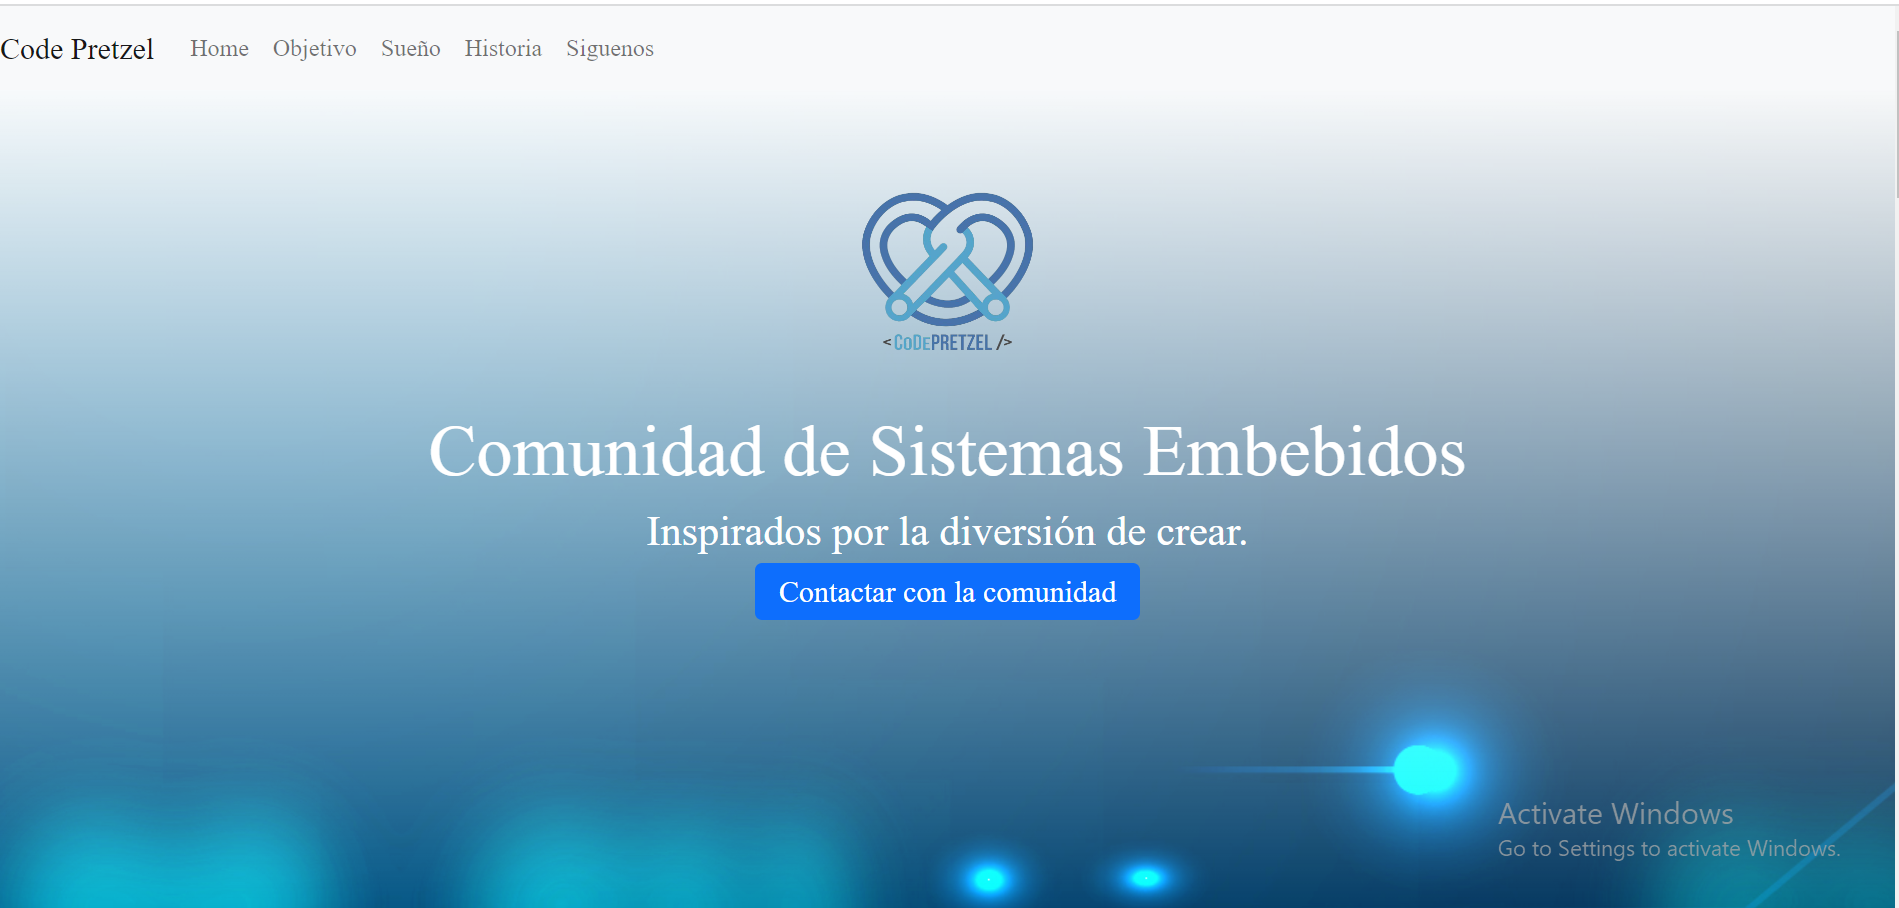 Code Pretzel Home Objetivo Sueño Historia Siguenos
<CoDePRETZEL/>
Comunidad de Sistemas Embebidos
Inspirados por la diversión de crear.
Contactar con la comunidad
Activate Windows
Go to Settings to activate Windows.